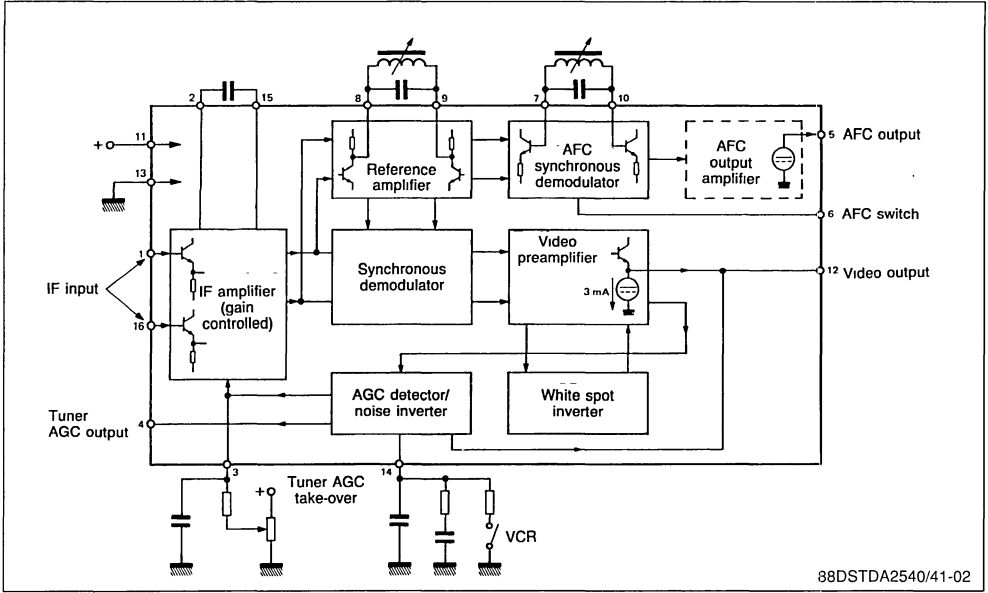 2
15
8
9
7
10
11
+
13
Reference
amplifier
AFC
synchronous
demodulator
AFC
output
amplifier
5 AFC output
6 AFC switch
1
IF input
16
IF amplifier
(gain
controlled)
Synchronous
demodulator
Video
preamplifier
3 mA
12 Video output
AGC detector/
noise inverter
White spot
inverter
Tuner
AGC output
4
3
Tuner AGC
take-over
+
14
VCR
88DSTDA2540/41-02